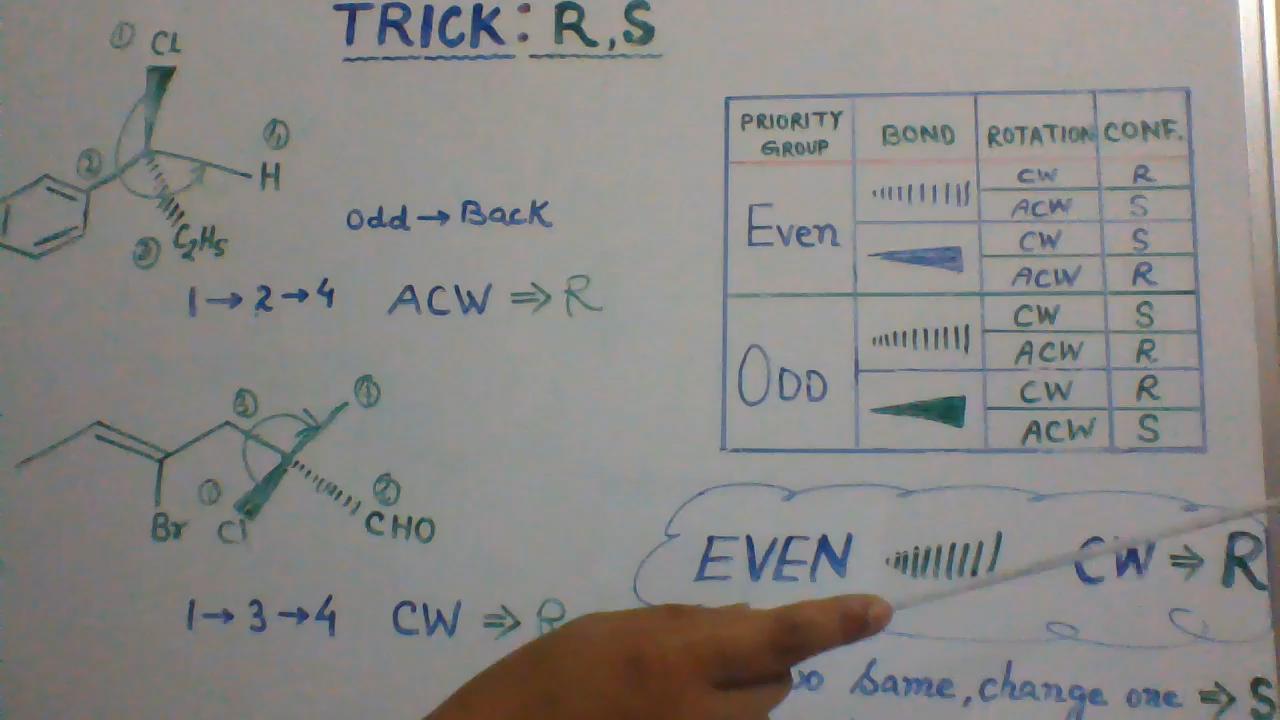 TRICK: R,S
① Cl
②
④
H
③ C₂H₅
Odd → Back
1 → 2 → 4 ACW ⇒ R
③
④
①
②
Br
Cl
CHO
1 → 3 → 4 CW ⇒ R
PRIORITY GROUP BOND ROTATION CONF.
Even CW R
ACW S
CW S
ACW R
ODD CW S
ACW R
CW R
ACW S
EVEN CW ⇒ R
Same, change one ⇒ S